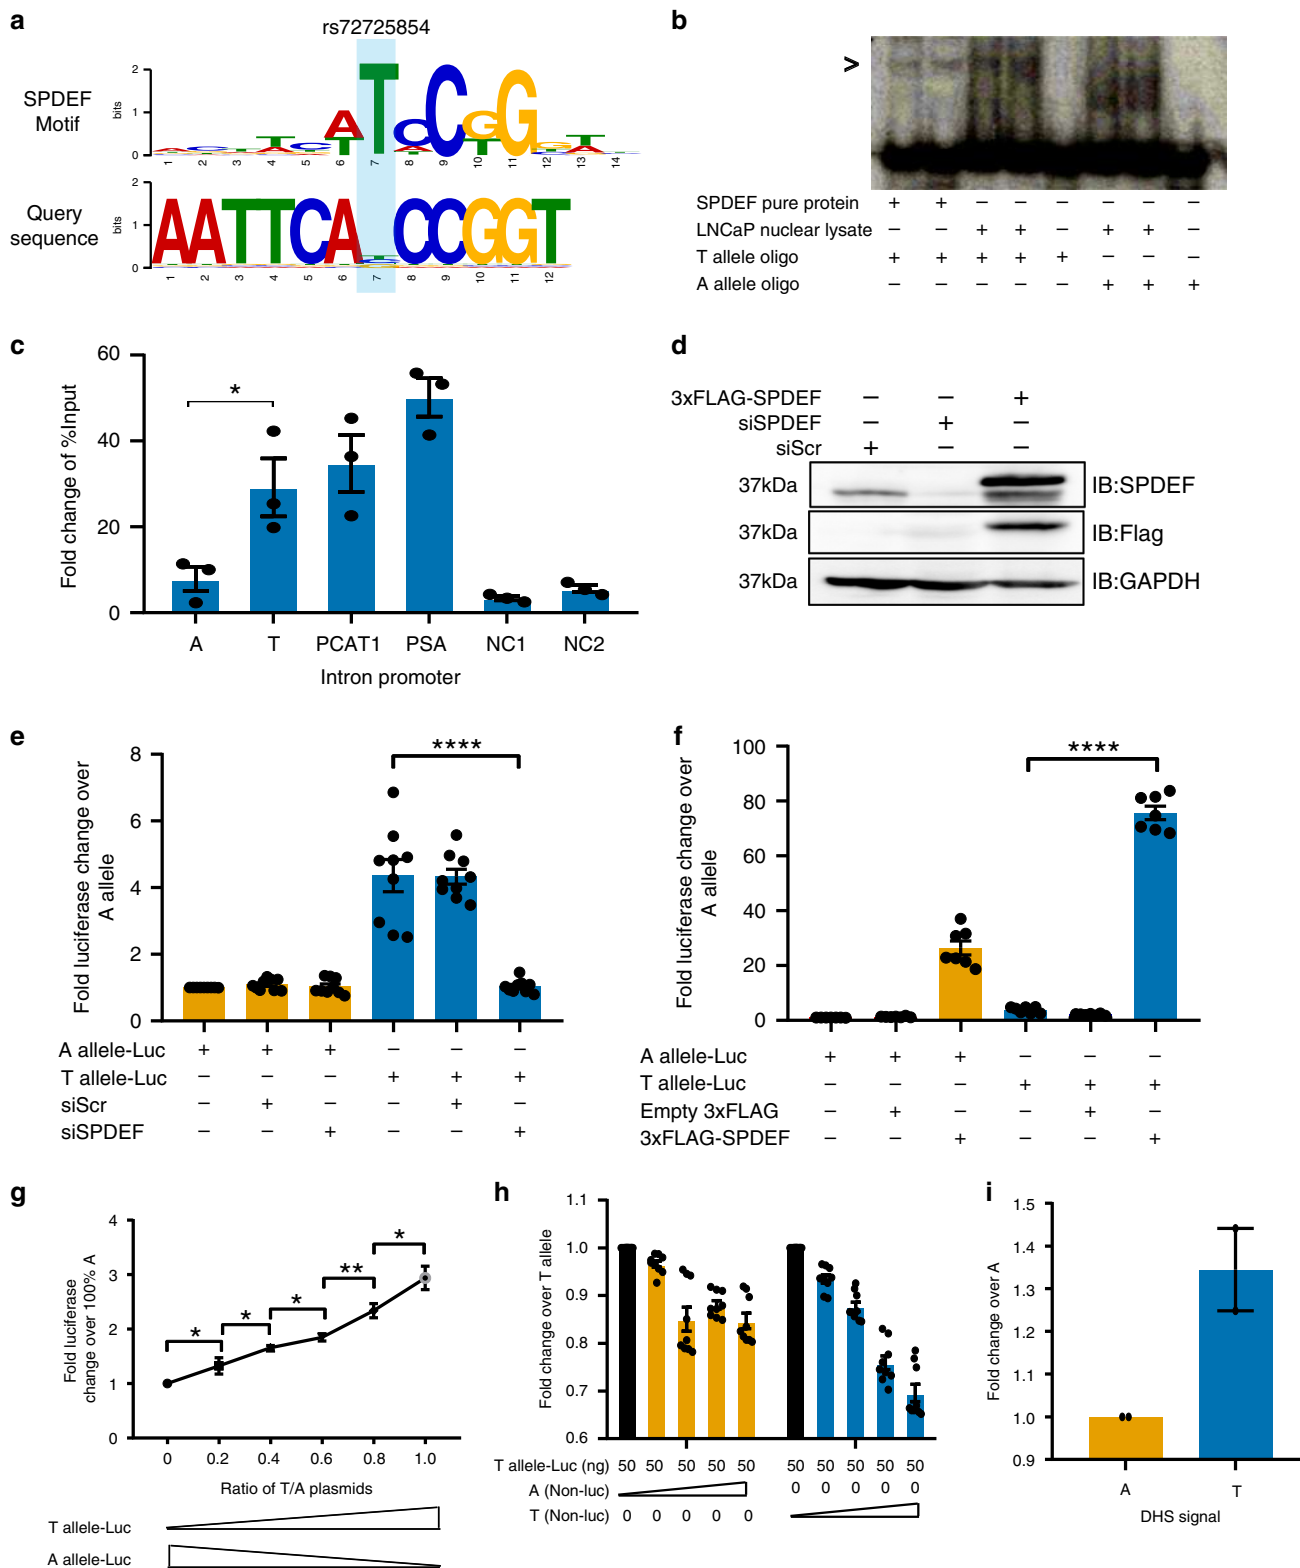 a
rs72725854
SPDEF
Motif
bits
2
1
0
1 2 3 4 5 6 7 8 9 10 11 12 13 14
Query
sequence
bits
2
1
0
AATTCA CCGGT
1 2 3 4 5 6 7 8 9 10 11 12
b
>
SPDEF pure protein + + – – – – – –
LNCaP nuclear lysate – – + + – + + –
T allele oligo + + + + + – – –
A allele oligo – – – – – + + +
c
Fold change of %Input
60
40
20
0
*
A T PCAT1 PSA NC1 NC2
Intron promoter
d
3xFLAG-SPDEF – – +
siSPDEF – + –
siScr + – –
37kDa IB:SPDEF
37kDa IB:Flag
37kDa IB:GAPDH
e
Fold luciferase change over
A allele
8
6
4
2
0
****
A allele-Luc + + + – – –
T allele-Luc – – – + + +
siScr – + – – + –
siSPDEF – – + – – +
f
Fold luciferase change over
A allele
100
80
60
40
20
0
****
A allele-Luc + + + – – –
T allele-Luc – – – + + +
Empty 3xFLAG – + – – + –
3xFLAG-SPDEF – – + – – +
g
Fold luciferase
change over 100% A
4
3
2
1
0
* * * ** *
0 0.2 0.4 0.6 0.8 1.0
Ratio of T/A plasmids
T allele-Luc
A allele-Luc
h
Fold change over T allele
1.1
1.0
0.9
0.8
0.7
0.6
T allele-Luc (ng) 50 50 50 50 50 50 50 50 50 50
A (Non-luc) 0 0 0 0 0
T (Non-luc) 0 0 0 0 0
i
Fold change over A
1.5
1.4
1.3
1.2
1.1
1.0
0.9
A T
DHS signal